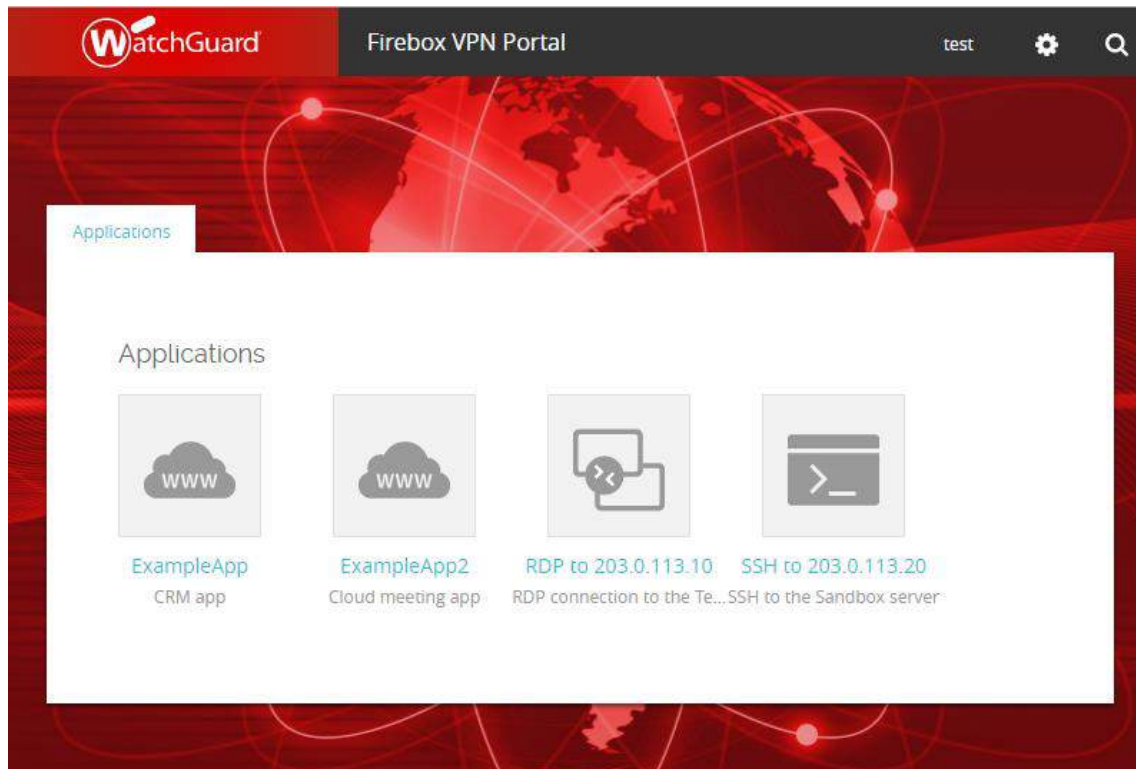 WatchGuard
Firebox VPN Portal
test
Applications
Applications
www
www
>_
ExampleApp
ExampleApp2
RDP to 203.0.113.10
SSH to 203.0.113.20
CRM app
Cloud meeting app
RDP connection to the Te...
SSH to the Sandbox server